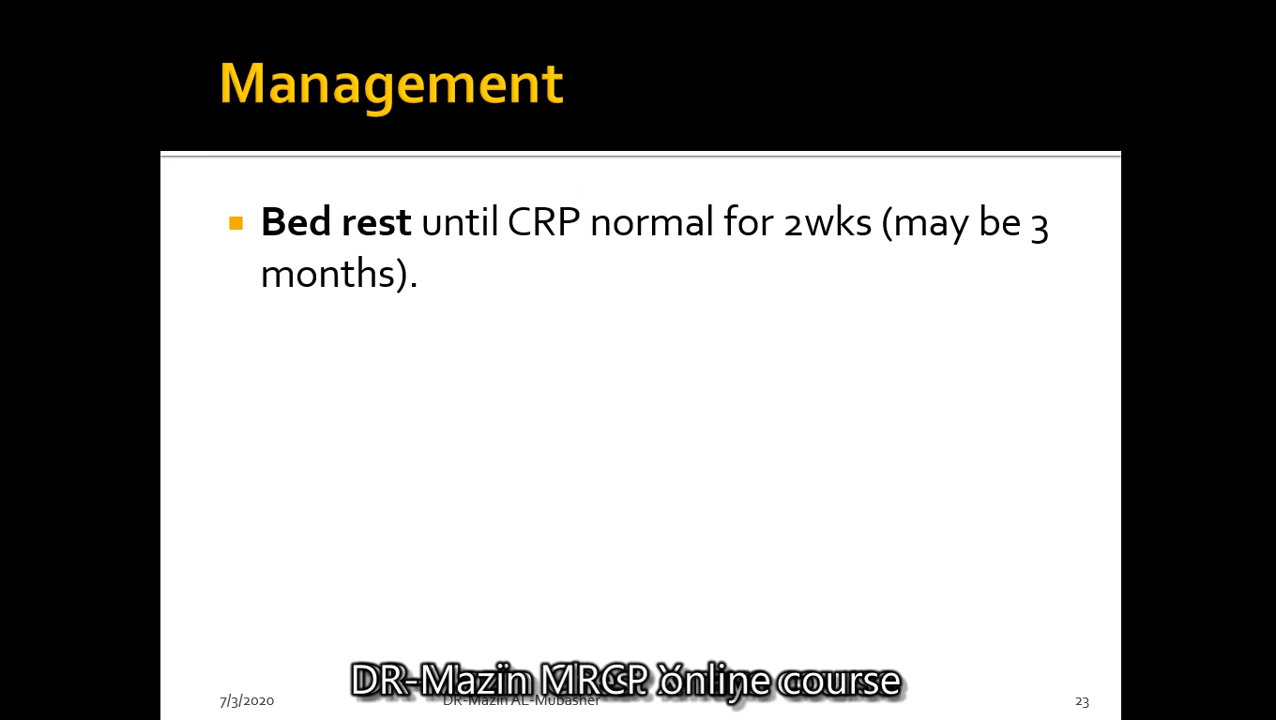 Management
Bed rest until CRP normal for 2wks (may be 3
months).
DR-Mazin MRCP online course
7/3/2020
DR-Mazin AL-Mubasher
23